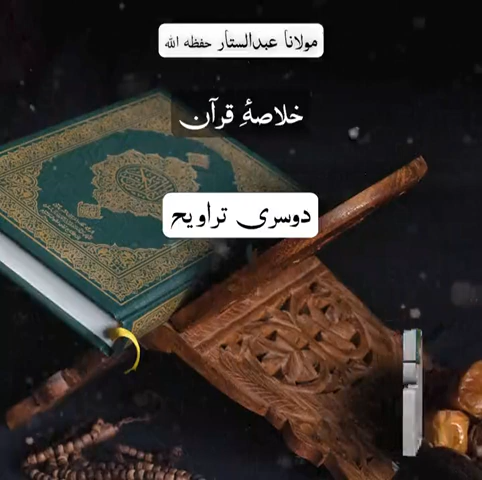 مولانا عبدالستار حفظہ اللہ
خلاصۂِ قرآن
دوسری تراویح